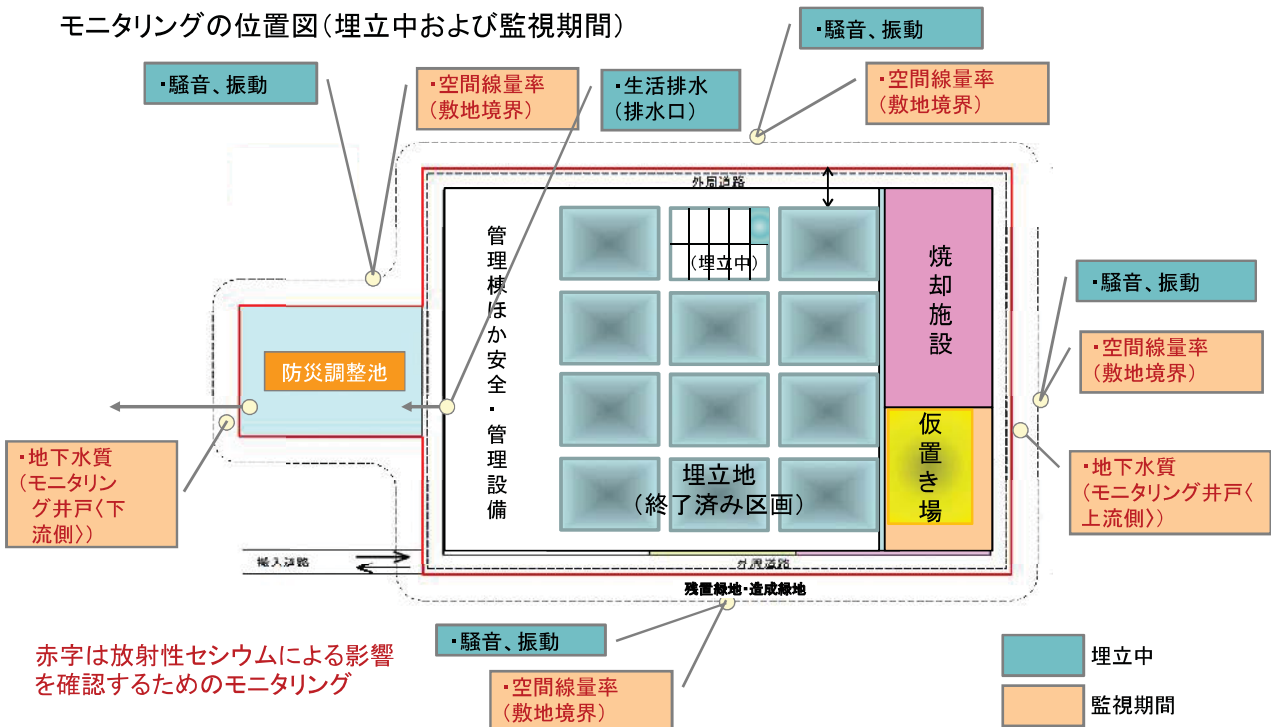 モニタリングの位置図(埋立中および監視期間)
・騒音、振動
・騒音、振動
・空間線量率
(敷地境界)
・生活排水
(排水口)
・空間線量率
(敷地境界)
外周道路
管理棟ほか安全・管理設備
(埋立中)
焼却施設
・騒音、振動
防災調整池
・空間線量率
(敷地境界)
仮置き場
・地下水質
(モニタリン
グ井戸〈下
流側〉)
埋立地
(終了済み区画)
・地下水質
(モニタリング井戸〈
上流側〉)
搬入道路
外周道路
残置緑地・造成緑地
・騒音、振動
赤字は放射性セシウムによる影響
を確認するためのモニタリング
・空間線量率
(敷地境界)
埋立中
監視期間